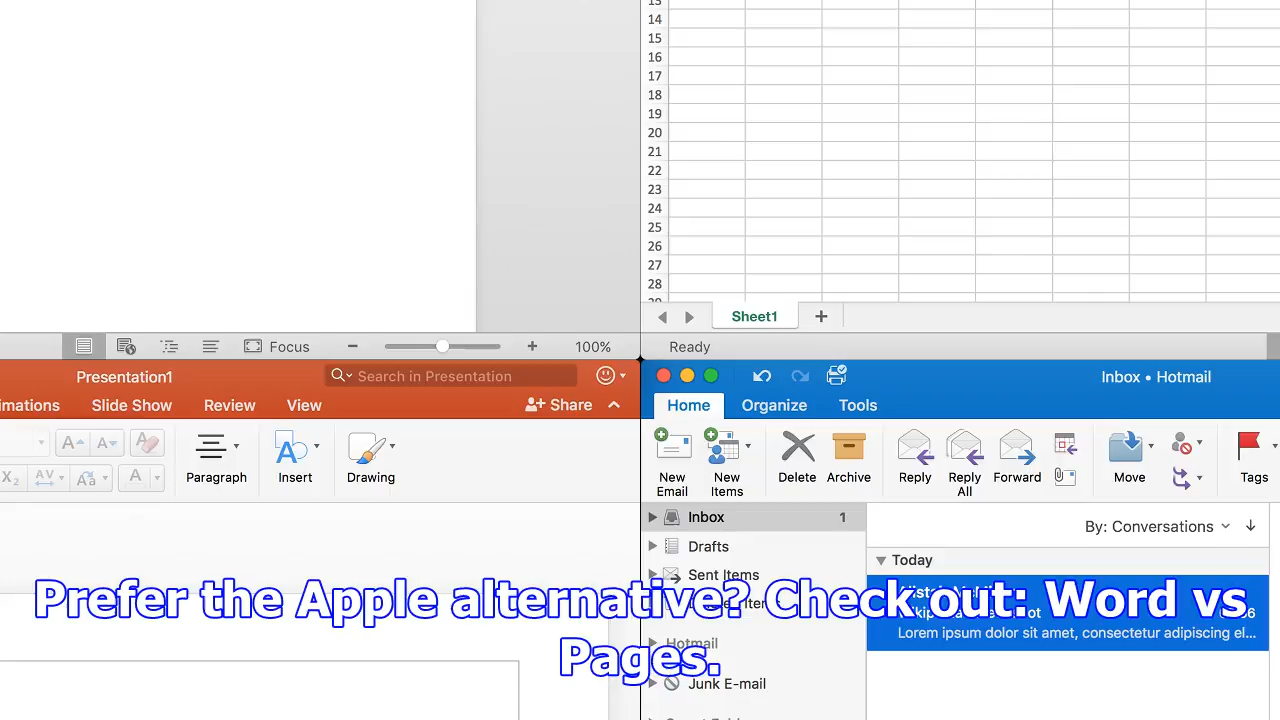 13
14
15
16
17
18
19
20
21
22
23
24
25
26
27
28
Sheet1
Focus
100%
Ready
Presentation1
Search in Presentation
Inbox • Hotmail
Slide Show
Review
View
Share
Home
Organize
Tools
Paragraph
Insert
Drawing
New Email
New Items
Delete
Archive
Reply
Reply All
Forward
Move
Tags
Inbox 1
By: Conversations
Drafts
Today
Sent Items
Prefer the Apple alternative? Check out: Word vs
Pages.
Lorem ipsum dolor sit amet, consectetur adipiscing el...
Hotmail
Junk E-mail